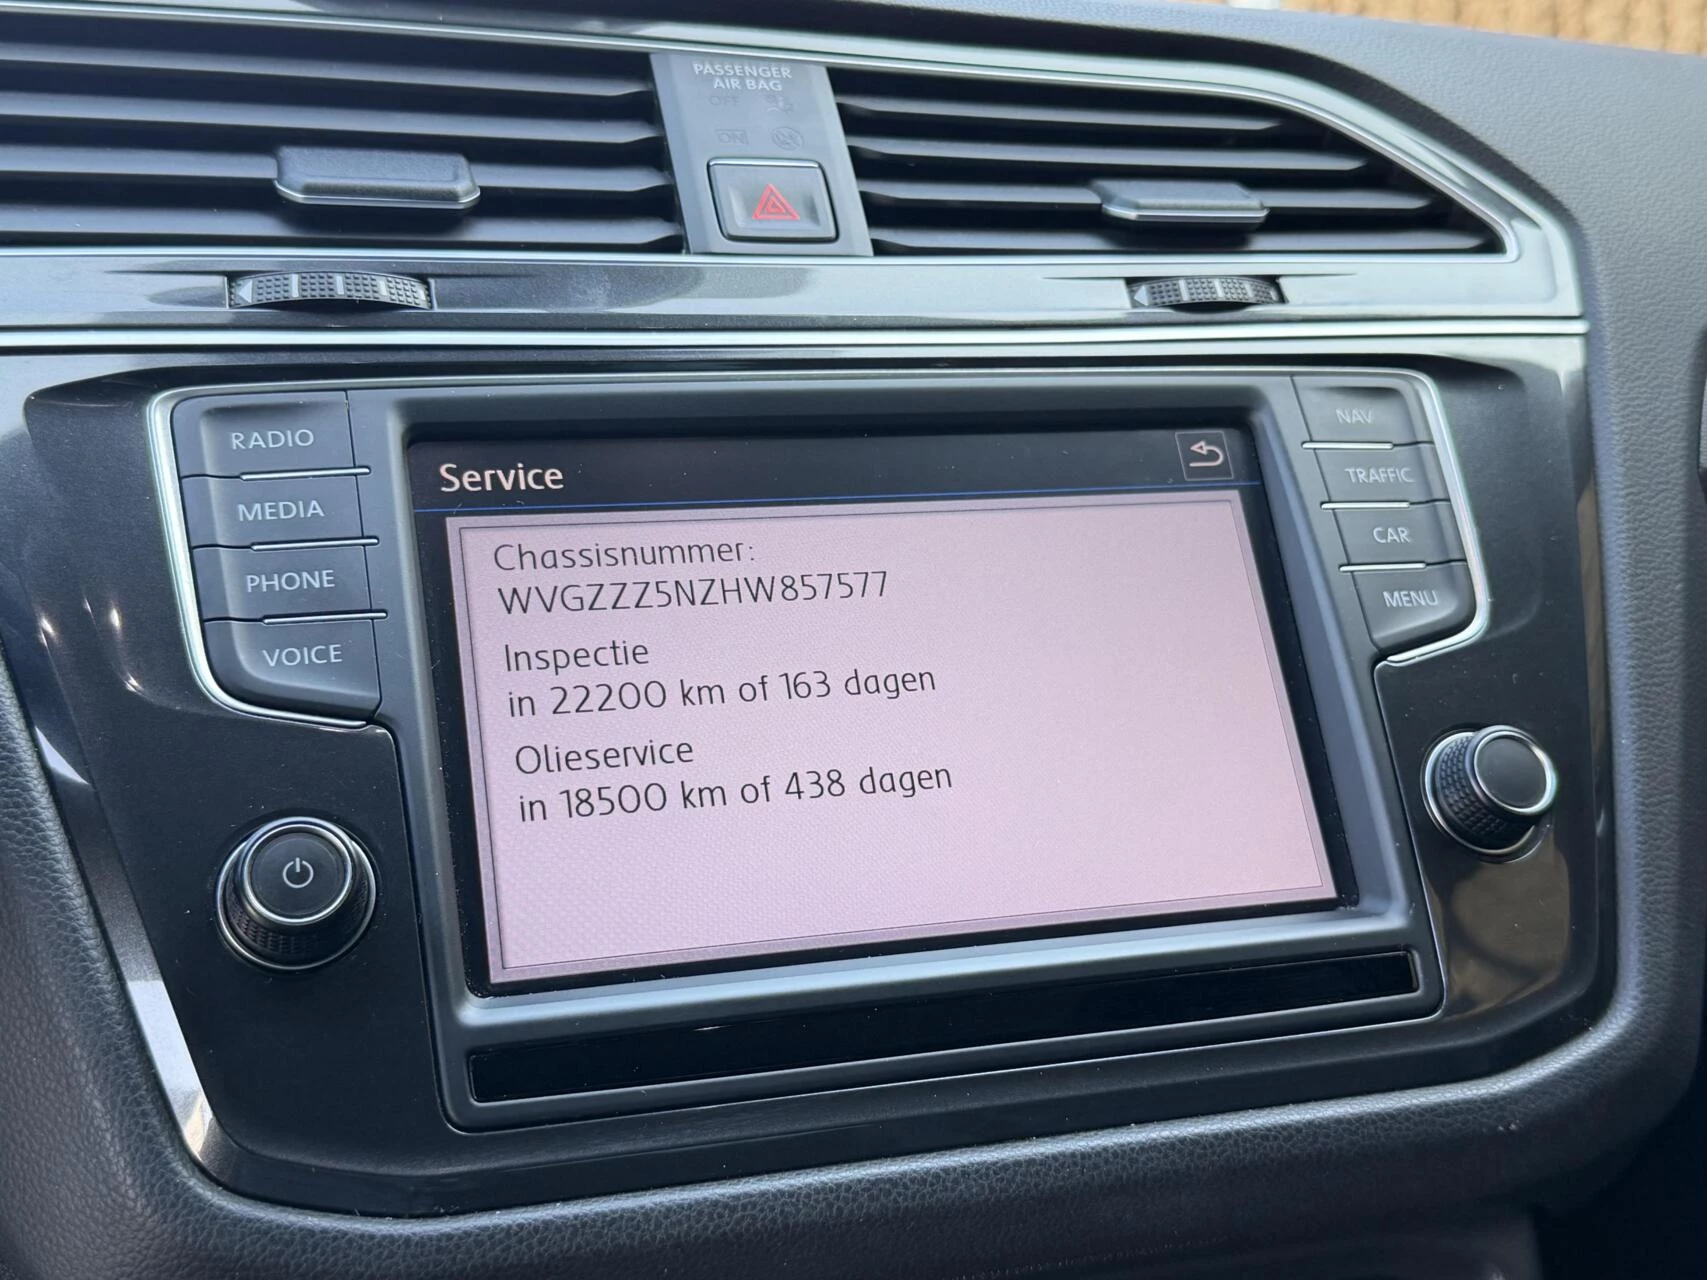 PASSENGER
AIR BAG
OFF
ON
RADIO
MEDIA
PHONE
VOICE
NAV
TRAFFIC
CAR
MENU
Service
Chassisnummer:
WVGZZZ5NZHW857577
Inspectie
in 22200 km of 163 dagen
Olieservice
in 18500 km of 438 dagen